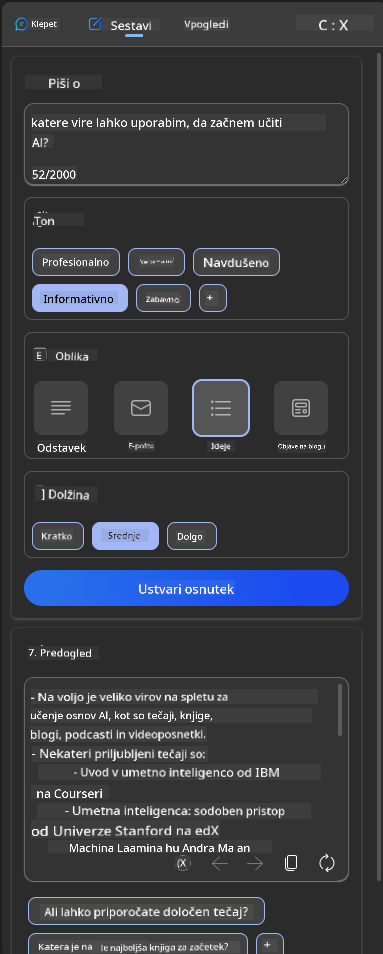 Klepet
Sestavi
Vpogledi
C : X
Piši o
katere vire lahko uporabim, da začnem učiti
AI?
52/2000
Ton
Profesionalno
Navdušeno
Informativno
Zabavno
+
E Oblika
Odstavek
E-pošta
Ideje
Objave na blogu
] Dolžina
Kratko
Srednje
Dolgo
Ustvari osnutek
7. Predogled
- Na voljo je veliko virov na spletu za
učenje osnov AI, kot so tečaji, knjige,
blogi, podcasti in videoposnetki.
- Nekateri priljubljeni tečaji so:
- Uvod v umetno inteligenco od IBM
na Courseri
- Umetna inteligenca: sodoben pristop
od Univerze Stanford na edX
Machina Laamina hu Andra Ma an
(X
Ali lahko priporočate določen tečaj?
Katera je na le najboljša knjiga za začetek?
+